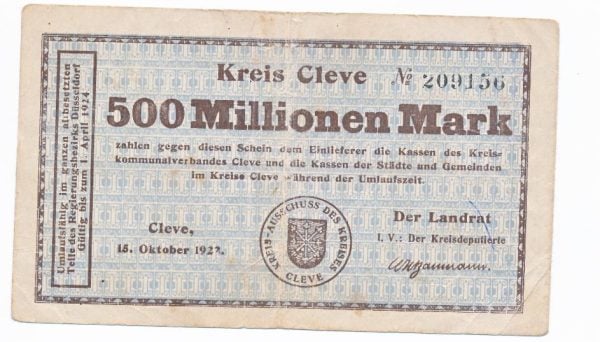 Kreis Cleve № 209156
500 Millionen Mark
zahlen gegen diesen Schein dem Einlieferer die Kassen des Kreis-
kommunalverbandes Cleve und die Kassen der Städte und Gemeinden
im Kreise Cleve während der Umlaufszeit.
Umlaufsfähig im ganzen altbesetzten
Teile des Regierungsbezirks Düsseldorf
Gültig bis zum 1. April 1924
Cleve,
15. Oktober 1923.
KREIS-AUSSCHUSS DES KREISES
CLEVE
Der Landrat
I. V.: Der Kreisdeputierte